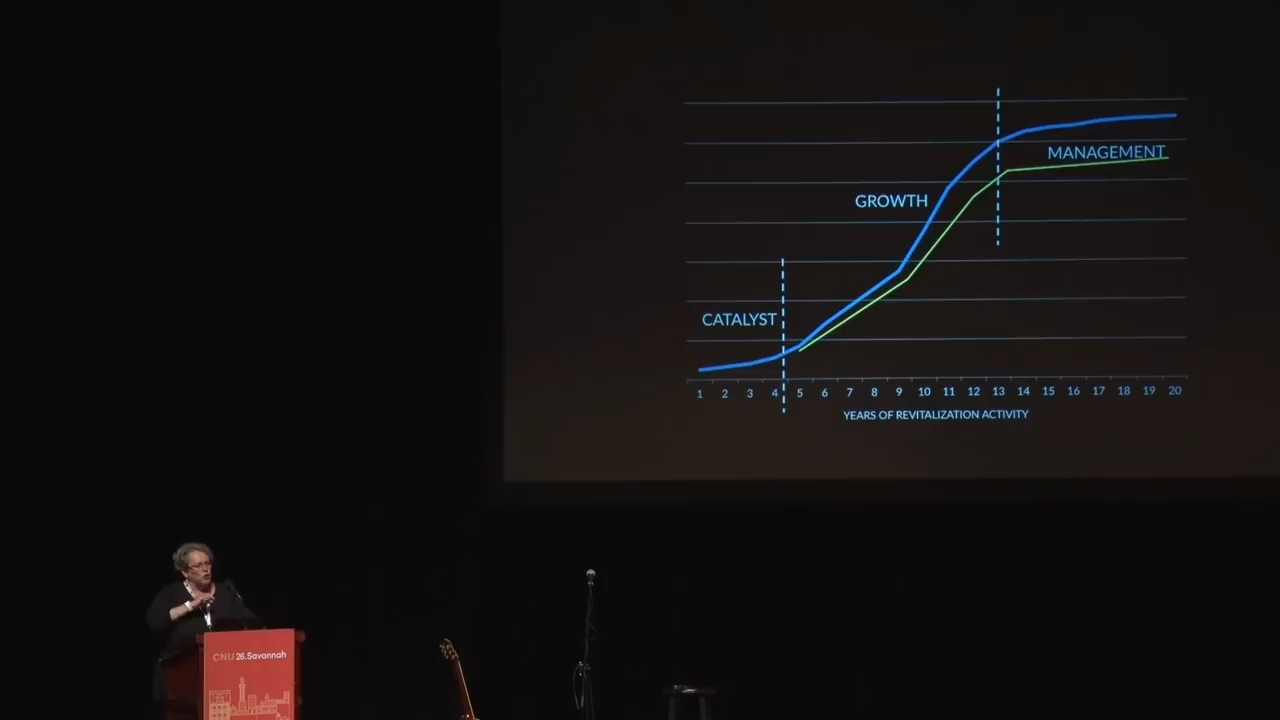 MANAGEMENT
GROWTH
CATALYST
1 2 3 4 5 6 7 8 9 10 11 12 13 14 15 16 17 18 19 20
YEARS OF REVITALIZATION ACTIVITY
CNU 26.Savannah